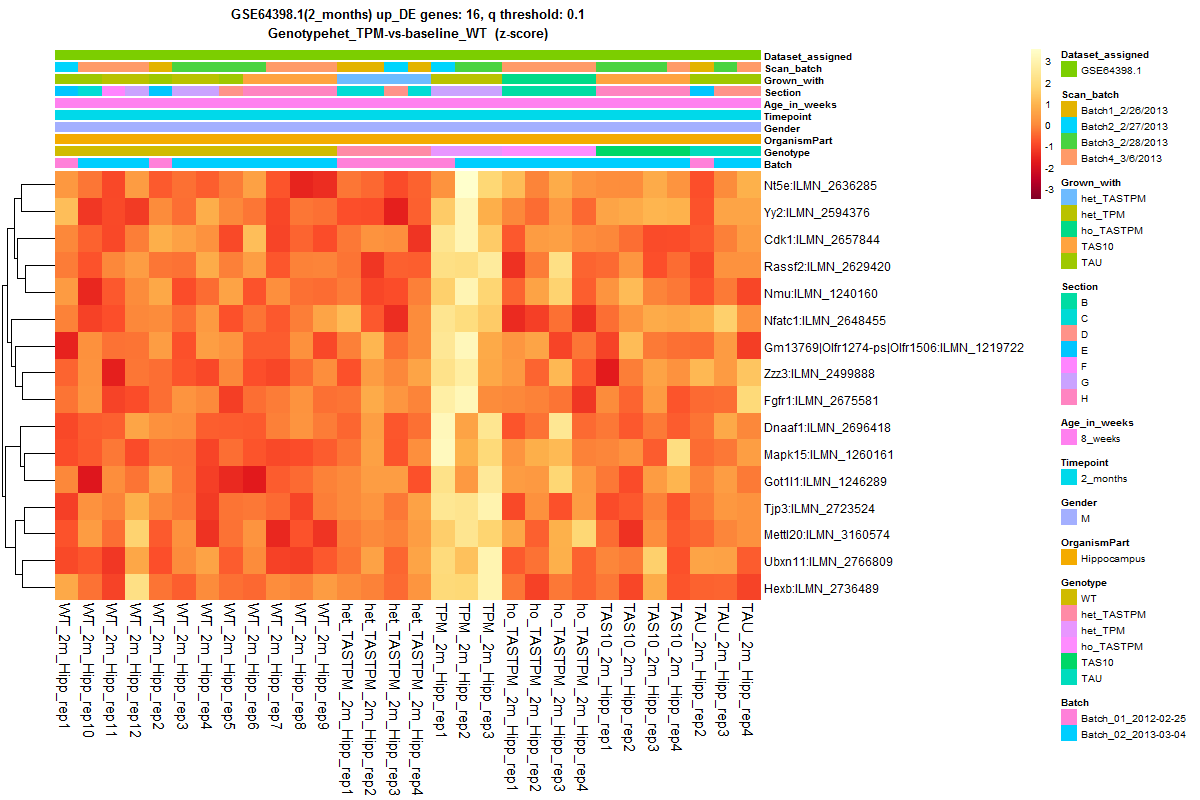 GSE64398.1(2_months) up_DE genes: 16, q threshold: 0.1
Genotypehet_TPM-vs-baseline_WT (z-score)
Dataset_assigned
Scan_batch
Grown_with
Section
Age_in_weeks
Timepoint
Gender
OrganismPart
Genotype
Batch
Nt5e:ILMN_2636285
Yy2:ILMN_2594376
Cdk1:ILMN_2657844
Rassf2:ILMN_2629420
Nmu:ILMN_1240160
Nfatc1:ILMN_2648455
Gm13769|Olfr1274-ps|Olfr1506:ILMN_1219722
Zzz3:ILMN_2499888
Fgfr1:ILMN_2675581
Dnaaf1:ILMN_2696418
Mapk15:ILMN_1260161
Got1l1:ILMN_1246289
Tjp3:ILMN_2723524
Mettl20:ILMN_3160574
Ubxn11:ILMN_2766809
Hexb:ILMN_2736489
WT_2m_Hipp_rep1
WT_2m_Hipp_rep10
WT_2m_Hipp_rep11
WT_2m_Hipp_rep12
WT_2m_Hipp_rep2
WT_2m_Hipp_rep3
WT_2m_Hipp_rep4
WT_2m_Hipp_rep5
WT_2m_Hipp_rep6
WT_2m_Hipp_rep7
WT_2m_Hipp_rep8
WT_2m_Hipp_rep9
het_TASTPM_2m_Hipp_rep1
het_TASTPM_2m_Hipp_rep2
het_TASTPM_2m_Hipp_rep3
het_TASTPM_2m_Hipp_rep4
TPM_2m_Hipp_rep1
TPM_2m_Hipp_rep2
TPM_2m_Hipp_rep3
ho_TASTPM_2m_Hipp_rep1
ho_TASTPM_2m_Hipp_rep2
ho_TASTPM_2m_Hipp_rep3
ho_TASTPM_2m_Hipp_rep4
TAS10_2m_Hipp_rep1
TAS10_2m_Hipp_rep2
TAS10_2m_Hipp_rep3
TAS10_2m_Hipp_rep4
TAU_2m_Hipp_rep2
TAU_2m_Hipp_rep3
TAU_2m_Hipp_rep4
3
2
1
0
-1
-2
-3
Dataset_assigned
GSE64398.1
Scan_batch
Batch1_2/26/2013
Batch2_2/27/2013
Batch3_2/28/2013
Batch4_3/6/2013
Grown_with
het_TASTPM
het_TPM
ho_TASTPM
TAS10
TAU
Section
B
C
D
E
F
G
H
Age_in_weeks
8_weeks
Timepoint
2_months
Gender
M
OrganismPart
Hippocampus
Genotype
WT
het_TASTPM
het_TPM
ho_TASTPM
TAS10
TAU
Batch
Batch_01_2012-02-25
Batch_02_2013-03-04